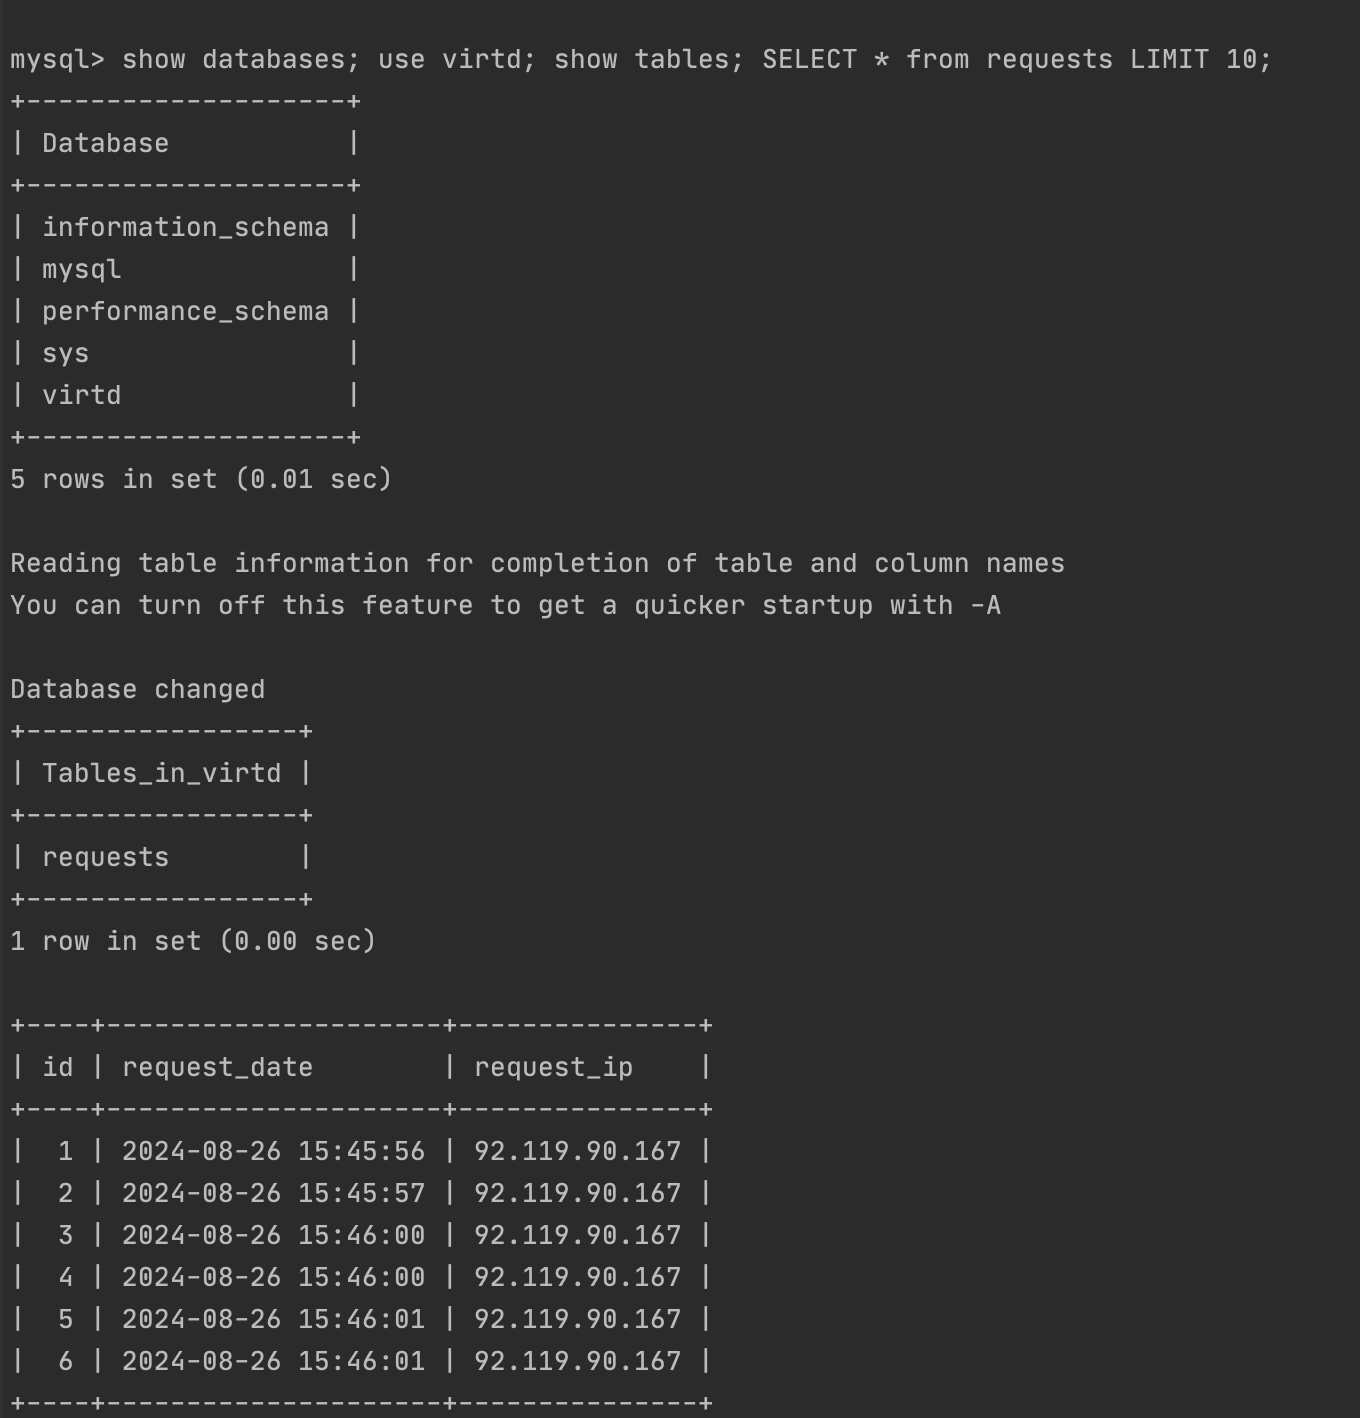 mysql> show databases; use virtd; show tables; SELECT * from requests LIMIT 10;
+--------------------+
| Database           |
+--------------------+
| information_schema |
| mysql              |
| performance_schema |
| sys                |
| virtd              |
+--------------------+
5 rows in set (0.01 sec)
Reading table information for completion of table and column names
You can turn off this feature to get a quicker startup with -A
Database changed
+-----------------+
| Tables_in_virtd |
+-----------------+
| requests        |
+-----------------+
1 row in set (0.00 sec)
+----+---------------------+---------------+
| id | request_date        | request_ip    |
+----+---------------------+---------------+
|  1 | 2024-08-26 15:45:56 | 92.119.90.167 |
|  2 | 2024-08-26 15:45:57 | 92.119.90.167 |
|  3 | 2024-08-26 15:46:00 | 92.119.90.167 |
|  4 | 2024-08-26 15:46:00 | 92.119.90.167 |
|  5 | 2024-08-26 15:46:01 | 92.119.90.167 |
|  6 | 2024-08-26 15:46:01 | 92.119.90.167 |
+----+---------------------+---------------+